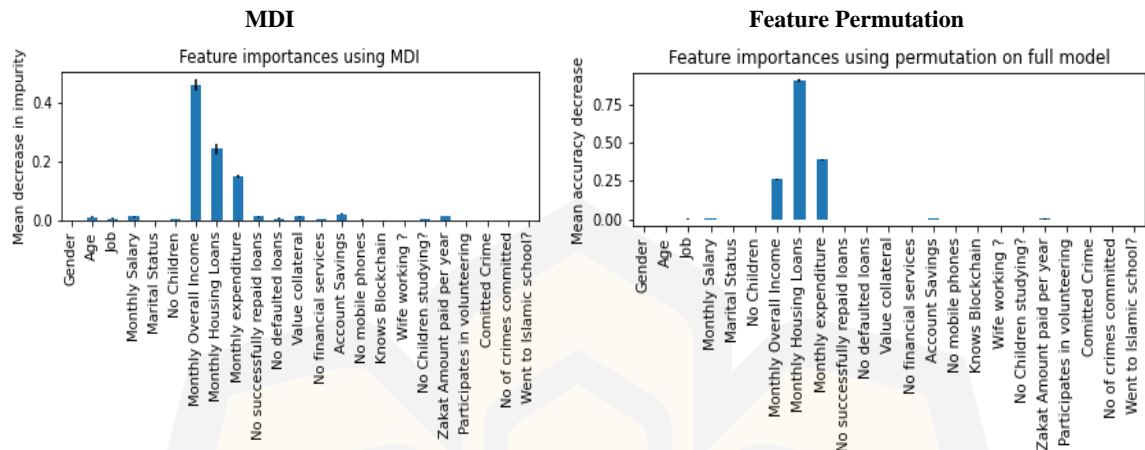 MDI
Feature importances using MDI
Mean decrease in impurity
0.4
0.2
0.0
Gender
Age
Job
Monthly Salary
Marital Status
No Children
Monthly Overall Income
Monthly Housing Loans
Monthly expenditure
No successfully repaid loans
No defaulted loans
Value collateral
No financial services
Account Savings
No mobile phones
Knows Blockchain
Wife working ?
No Children studying?
Zakat Amount paid per year
Participates in volunteering
Comitted Crime
No of crimes committed
Went to Islamic school?
Feature Permutation
Feature importances using permutation on full model
Mean accuracy decrease
0.75
0.50
0.25
0.00
Gender
Age
Job
Monthly Salary
Marital Status
No Children
Monthly Overall Income
Monthly Housing Loans
Monthly expenditure
No successfully repaid loans
No defaulted loans
Value collateral
No financial services
Account Savings
No mobile phones
Knows Blockchain
Wife working ?
No Children studying?
Zakat Amount paid per year
Participates in volunteering
Comitted Crime
No of crimes committed
Went to Islamic school?